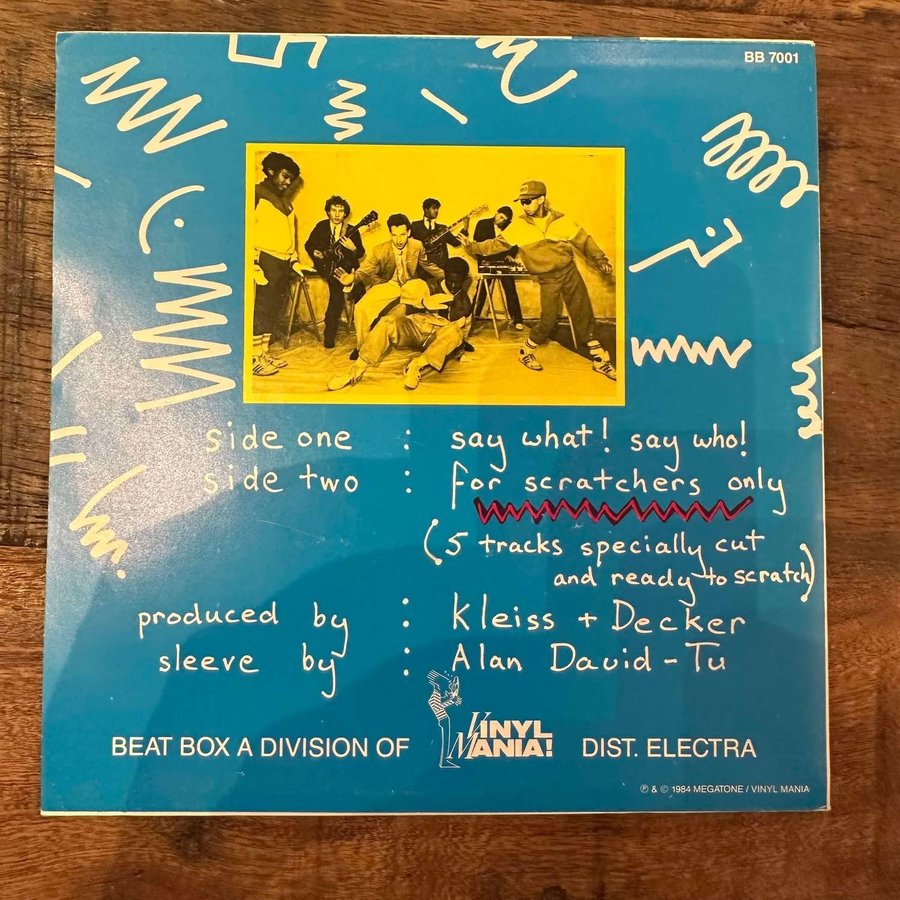 BB 7001
side one : say what! say who!
side two : for scratchers only
(5 tracks specially cut
and ready to scratch)
produced by : Kleiss + Decker
sleeve by : Alan David-Tu
BEAT BOX A DIVISION OF VINYL MANIA! DIST. ELECTRA
℗ & © 1984 MEGATONE / VINYL MANIA